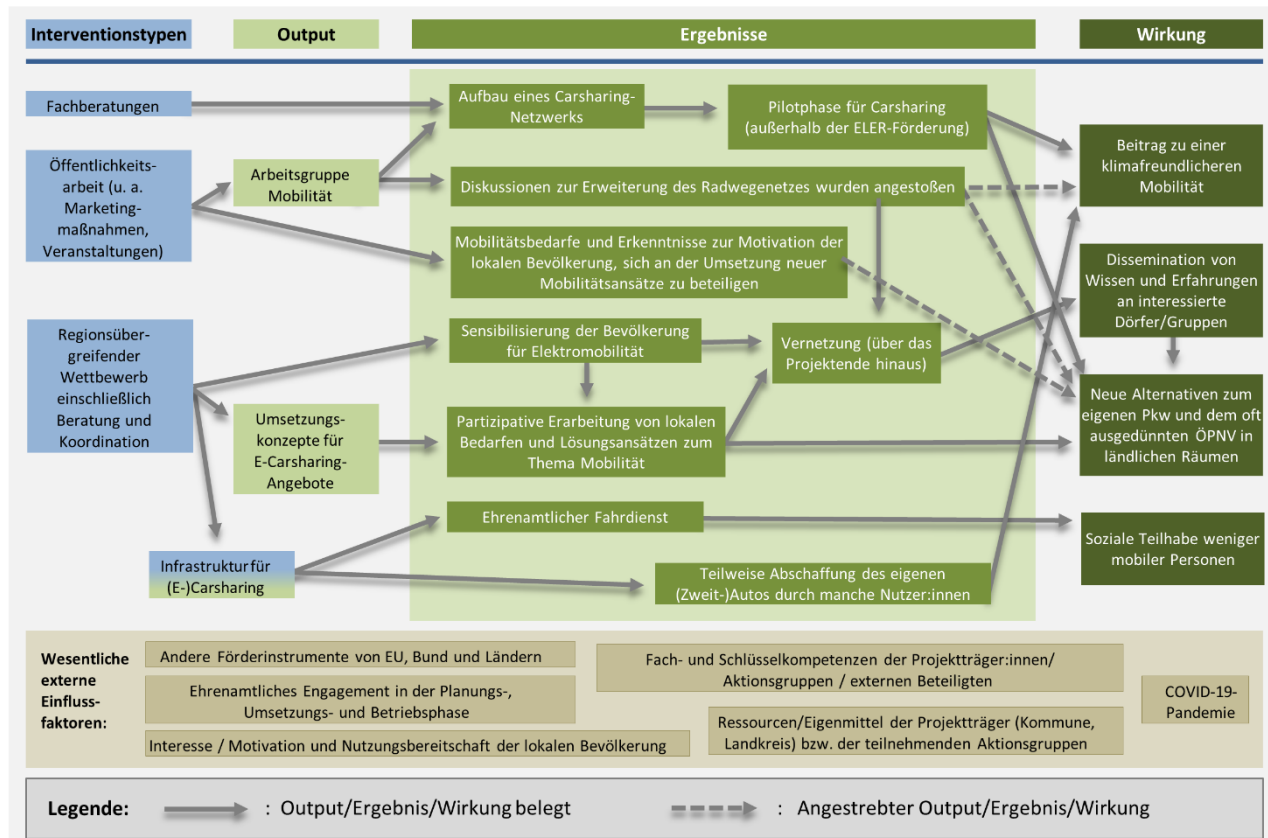 Interventionstypen
Output
Ergebnisse
Wirkung
Fachberatungen
Aufbau eines Carsharing-
Netzwerks
Pilotphase für Carsharing
(außerhalb der ELER-Förderung)
Beitrag zu einer
klimafreundlicheren
Mobilität
Öffentlichkeits-
arbeit (u. a.
Marketing-
maßnahmen,
Veranstaltungen)
Arbeitsgruppe
Mobilität
Diskussionen zur Erweiterung des Radwegenetzes wurden angestoßen
Mobilitätsbedarfe und Erkenntnisse zur Motivation der
lokalen Bevölkerung, sich an der Umsetzung neuer
Mobilitätsansätze zu beteiligen
Dissemination von
Wissen und Erfahrungen
an interessierte
Dörfer/Gruppen
Regionsüber-
greifender
Wettbewerb
einschließlich
Beratung und
Koordination
Sensibilisierung der Bevölkerung
für Elektromobilität
Vernetzung (über das
Projektende hinaus)
Umsetzungs-
konzepte für
E-Carsharing-
Angebote
Partizipative Erarbeitung von lokalen
Bedarfen und Lösungsansätzen zum
Thema Mobilität
Neue Alternativen zum
eigenen Pkw und dem oft
ausgedünnten ÖPNV in
ländlichen Räumen
Ehrenamtlicher Fahrdienst
Soziale Teilhabe weniger
mobiler Personen
Infrastruktur für
(E-)Carsharing
Teilweise Abschaffung des eigenen
(Zweit-)Autos durch manche Nutzer:innen
Wesentliche
externe
Einfluss-
faktoren:
Andere Förderinstrumente von EU, Bund und Ländern
Ehrenamtliches Engagement in der Planungs-,
Umsetzungs- und Betriebsphase
Interesse / Motivation und Nutzungsbereitschaft der lokalen Bevölkerung
Fach- und Schlüsselkompetenzen der Projektträger:innen/
Aktionsgruppen / externen Beteiligten
Ressourcen/Eigenmittel der Projektträger (Kommune,
Landkreis) bzw. der teilnehmenden Aktionsgruppen
COVID-19-
Pandemie
Legende: : Output/Ergebnis/Wirkung belegt : Angestrebter Output/Ergebnis/Wirkung